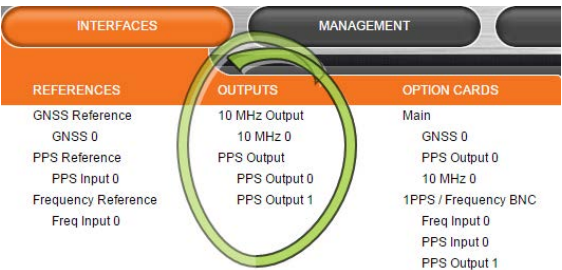 INTERFACES
MANAGEMENT
REFERENCES
GNSS Reference
GNSS 0
PPS Reference
PPS Input 0
Frequency Reference
Freq Input 0
OUTPUTS
10 MHz Output
10 MHz 0
PPS Output
PPS Output 0
PPS Output 1
OPTION CARDS
Main
GNSS 0
PPS Output 0
10 MHz 0
1PPS / Frequency BNC
Freq Input 0
PPS Input 0
PPS Output 1